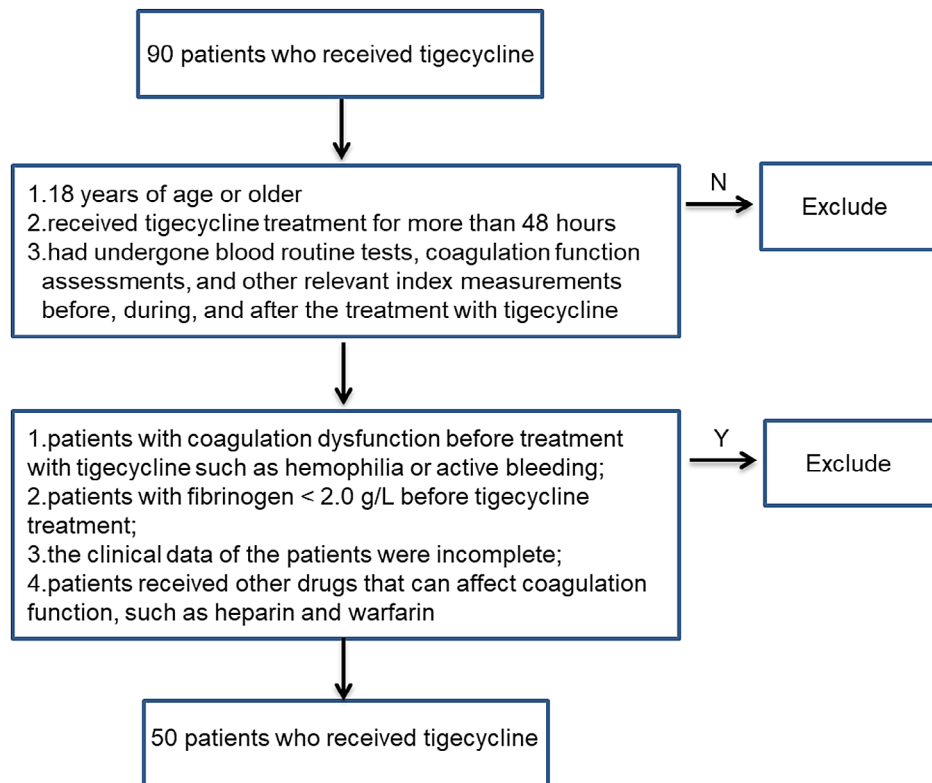 90 patients who received tigecycline
1.18 years of age or older
2.received tigecycline treatment for more than 48 hours
3.had undergone blood routine tests, coagulation function
assessments, and other relevant index measurements
before, during, and after the treatment with tigecycline
N
Exclude
1.patients with coagulation dysfunction before treatment
with tigecycline such as hemophilia or active bleeding;
2.patients with fibrinogen < 2.0 g/L before tigecycline
treatment;
3.the clinical data of the patients were incomplete;
4.patients received other drugs that can affect coagulation
function, such as heparin and warfarin
Y
Exclude
50 patients who received tigecycline